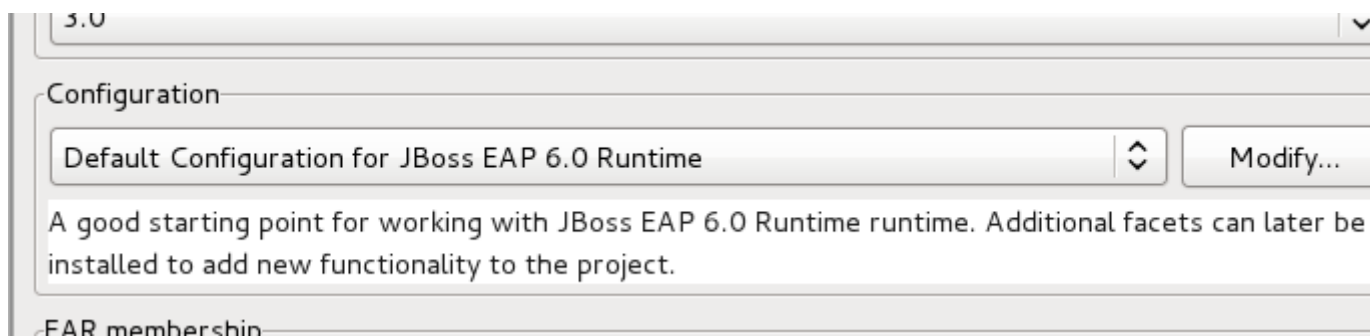 3.0
Configuration
Default Configuration for JBoss EAP 6.0 Runtime
Modify...
A good starting point for working with JBoss EAP 6.0 Runtime runtime. Additional facets can later be
installed to add new functionality to the project.
EAR membership